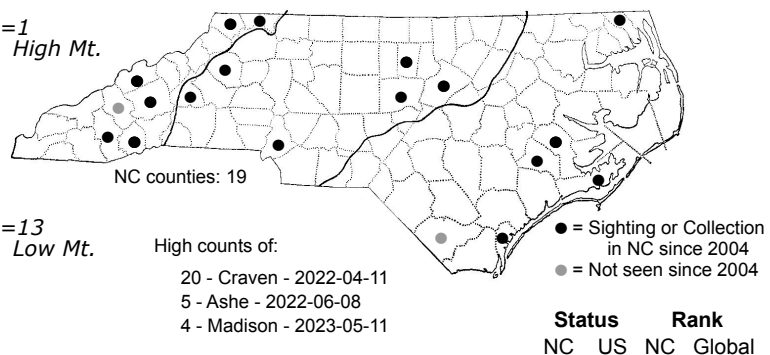 =1
High Mt.
NC counties: 19
=13
Low Mt.
High counts of:
20 - Craven - 2022-04-11
5 - Ashe - 2022-06-08
4 - Madison - 2023-05-11
= Sighting or Collection
in NC since 2004
= Not seen since 2004
Status Rank
NC US NC Global